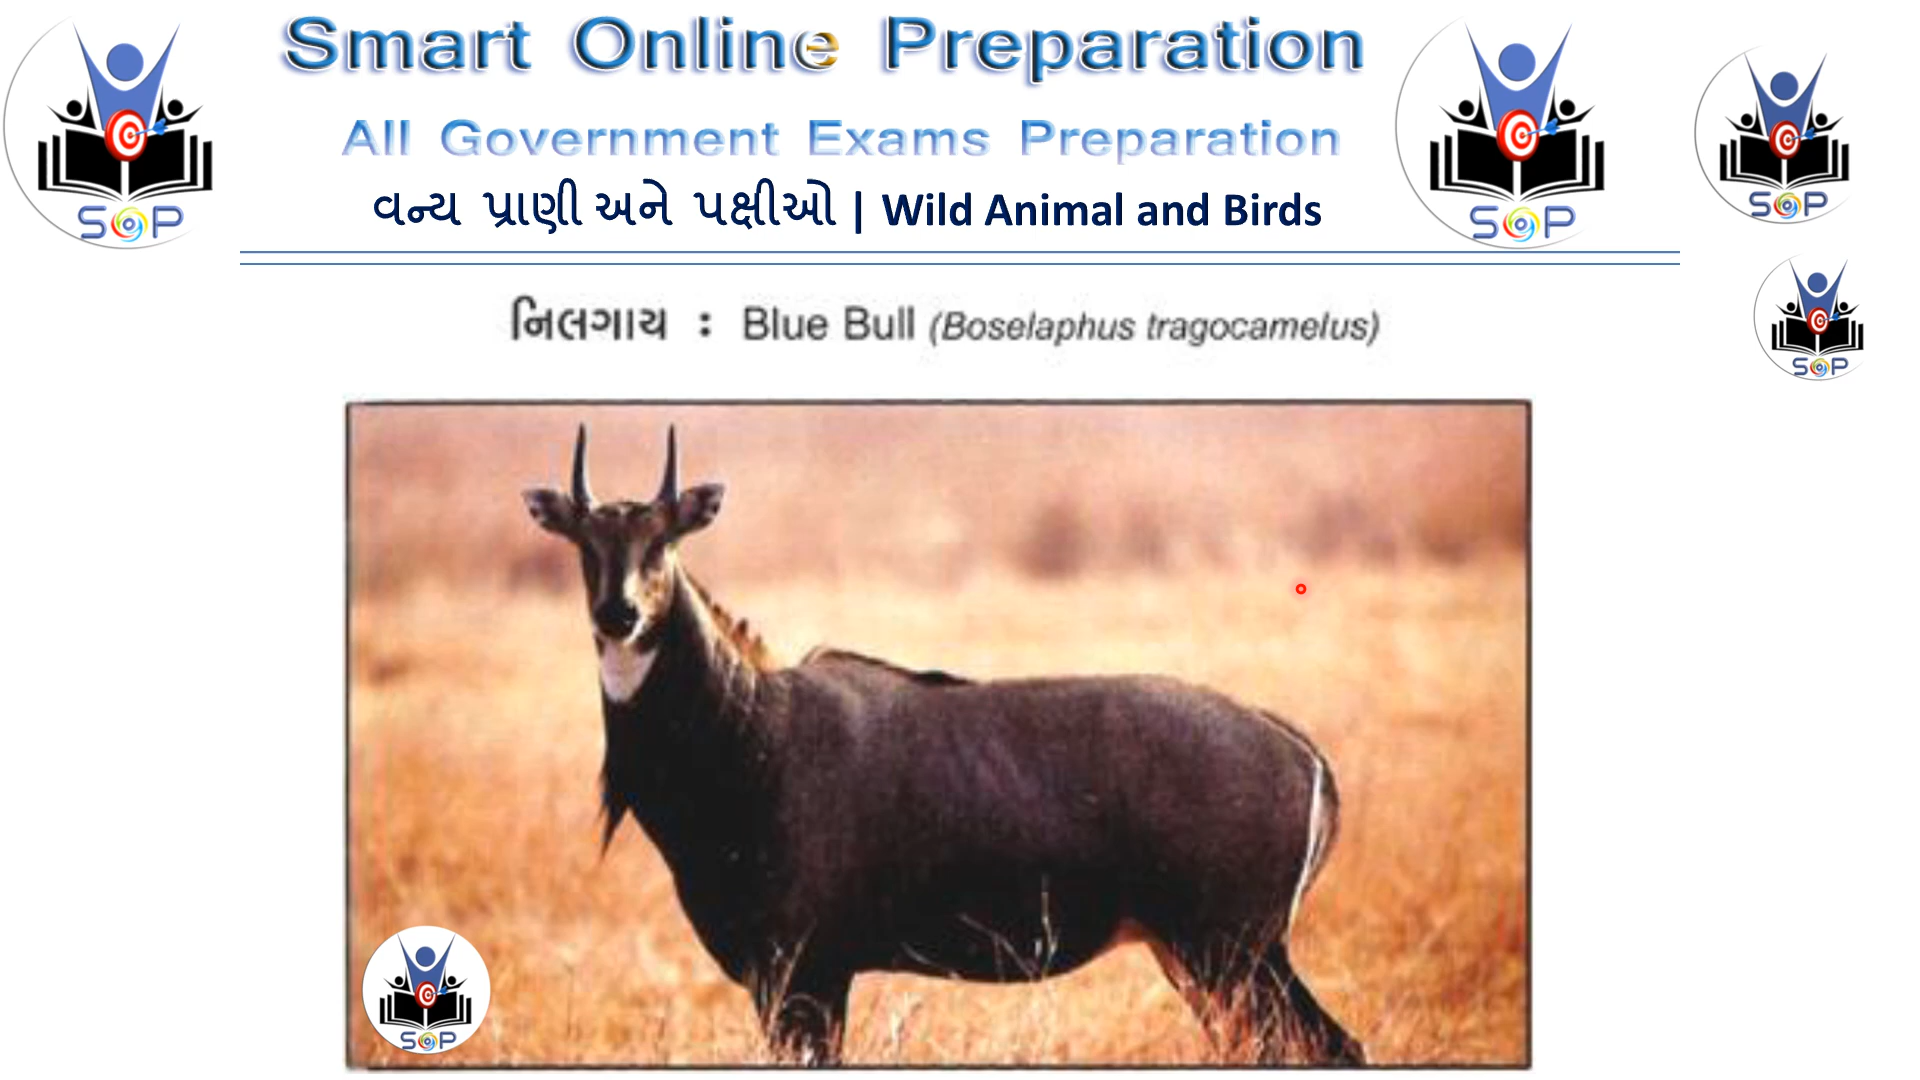 Smart Online Preparation
All Government Exams Preparation
વન્ય પ્રાણી અને પક્ષીઓ | Wild Animal and Birds
SOP
SOP
SOP
SOP
નિલગાય : Blue Bull (Boselaphus tragocamelus)
SOP